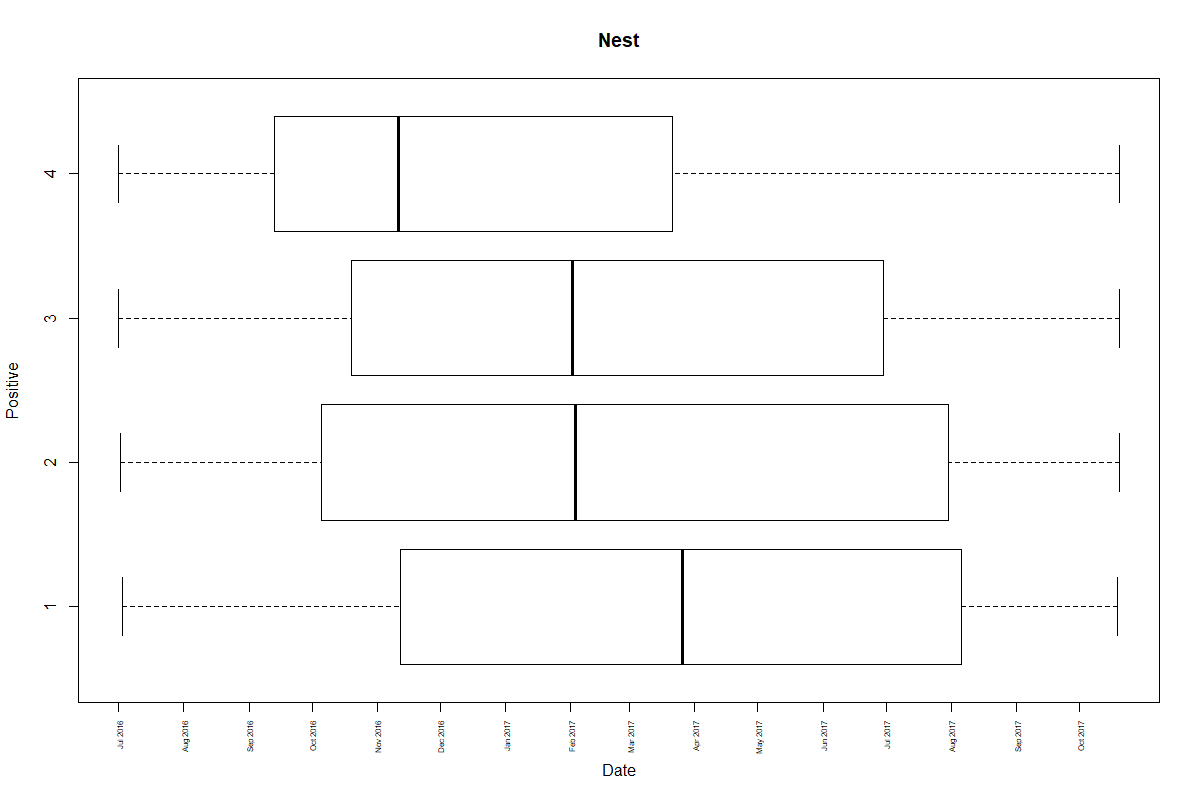 Nest
4
3
2
1
Positive
Jul 2016
Aug 2016
Sep 2016
Oct 2016
Nov 2016
Dec 2016
Jan 2017
Feb 2017
Mar 2017
Apr 2017
May 2017
Jun 2017
Jul 2017
Aug 2017
Sep 2017
Oct 2017
Date